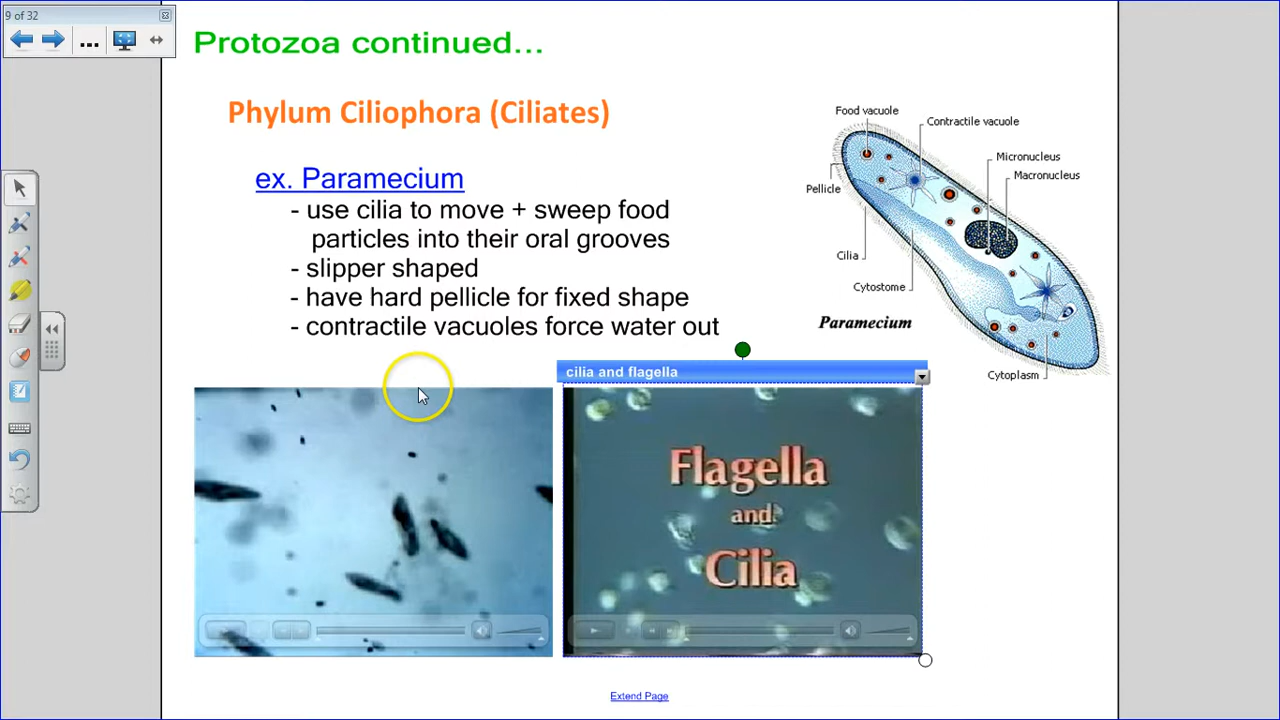 9 of 32
...
Protozoa continued...
Phylum Ciliophora (Ciliates)
ex. Paramecium
- use cilia to move + sweep food
particles into their oral grooves
- slipper shaped
- have hard pellicle for fixed shape
- contractile vacuoles force water out
Food vacuole
Contractile vacuole
Micronucleus
Macronucleus
Pellicle
Cilia
Cytostome
Paramecium
Cytoplasm
cilia and flagella
Flagella
and
Cilia
Extend Page